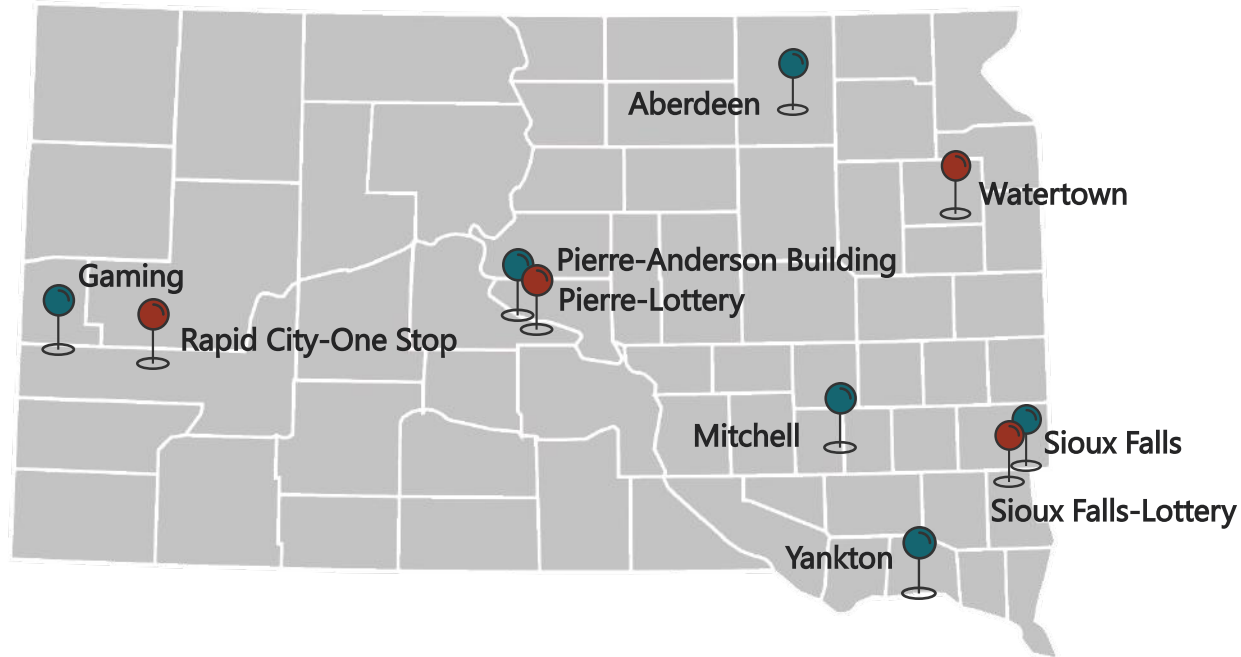 Aberdeen
Watertown
Pierre-Anderson Building
Gaming
Pierre-Lottery
Rapid City-One Stop
Mitchell
Sioux Falls
Sioux Falls-Lottery
Yankton